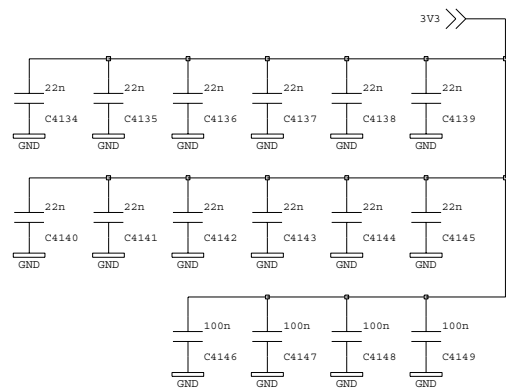 3V3
22n 22n 22n 22n 22n 22n
C4134 C4135 C4136 C4137 C4138 C4139
GND GND GND GND GND GND
22n 22n 22n 22n 22n 22n
C4140 C4141 C4142 C4143 C4144 C4145
GND GND GND GND GND GND
100n 100n 100n 100n
C4146 C4147 C4148 C4149
GND GND GND GND